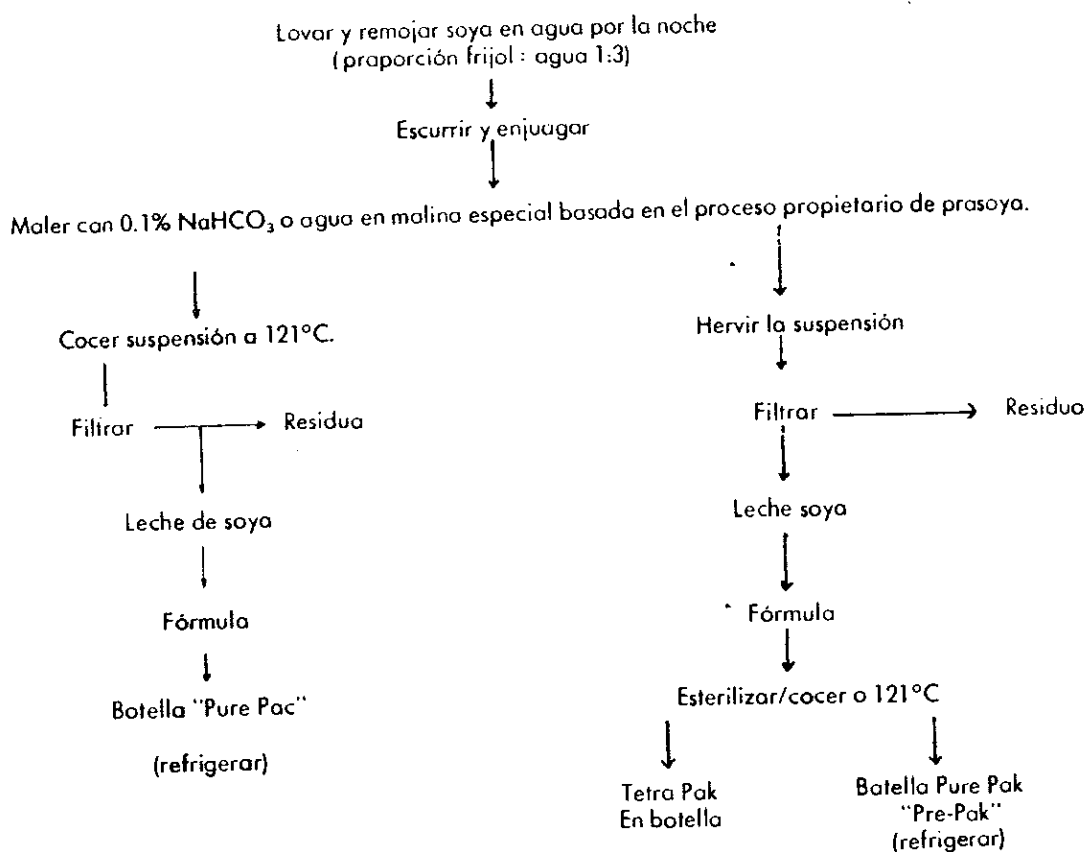 Lovar y remojar soya en agua por la noche
(praporción frijol : agua 1:3)
Escurrir y enjuagar
Maler can 0.1% NaHCO₃ o agua en malina especial basada en el proceso propietario de prasoya.
Cocer suspensión a 121°C.
Filtrar
Residua
Leche de soya
Fórmula
Botella "Pure Pac"
(refrigerar)
Hervir la suspensión
Filtrar
Residuo
Leche soya
Fórmula
Esterilizar/cocer o 121°C
Tetra Pak
En botella
Batella Pure Pak
"Pre-Pak"
(refrigerar)